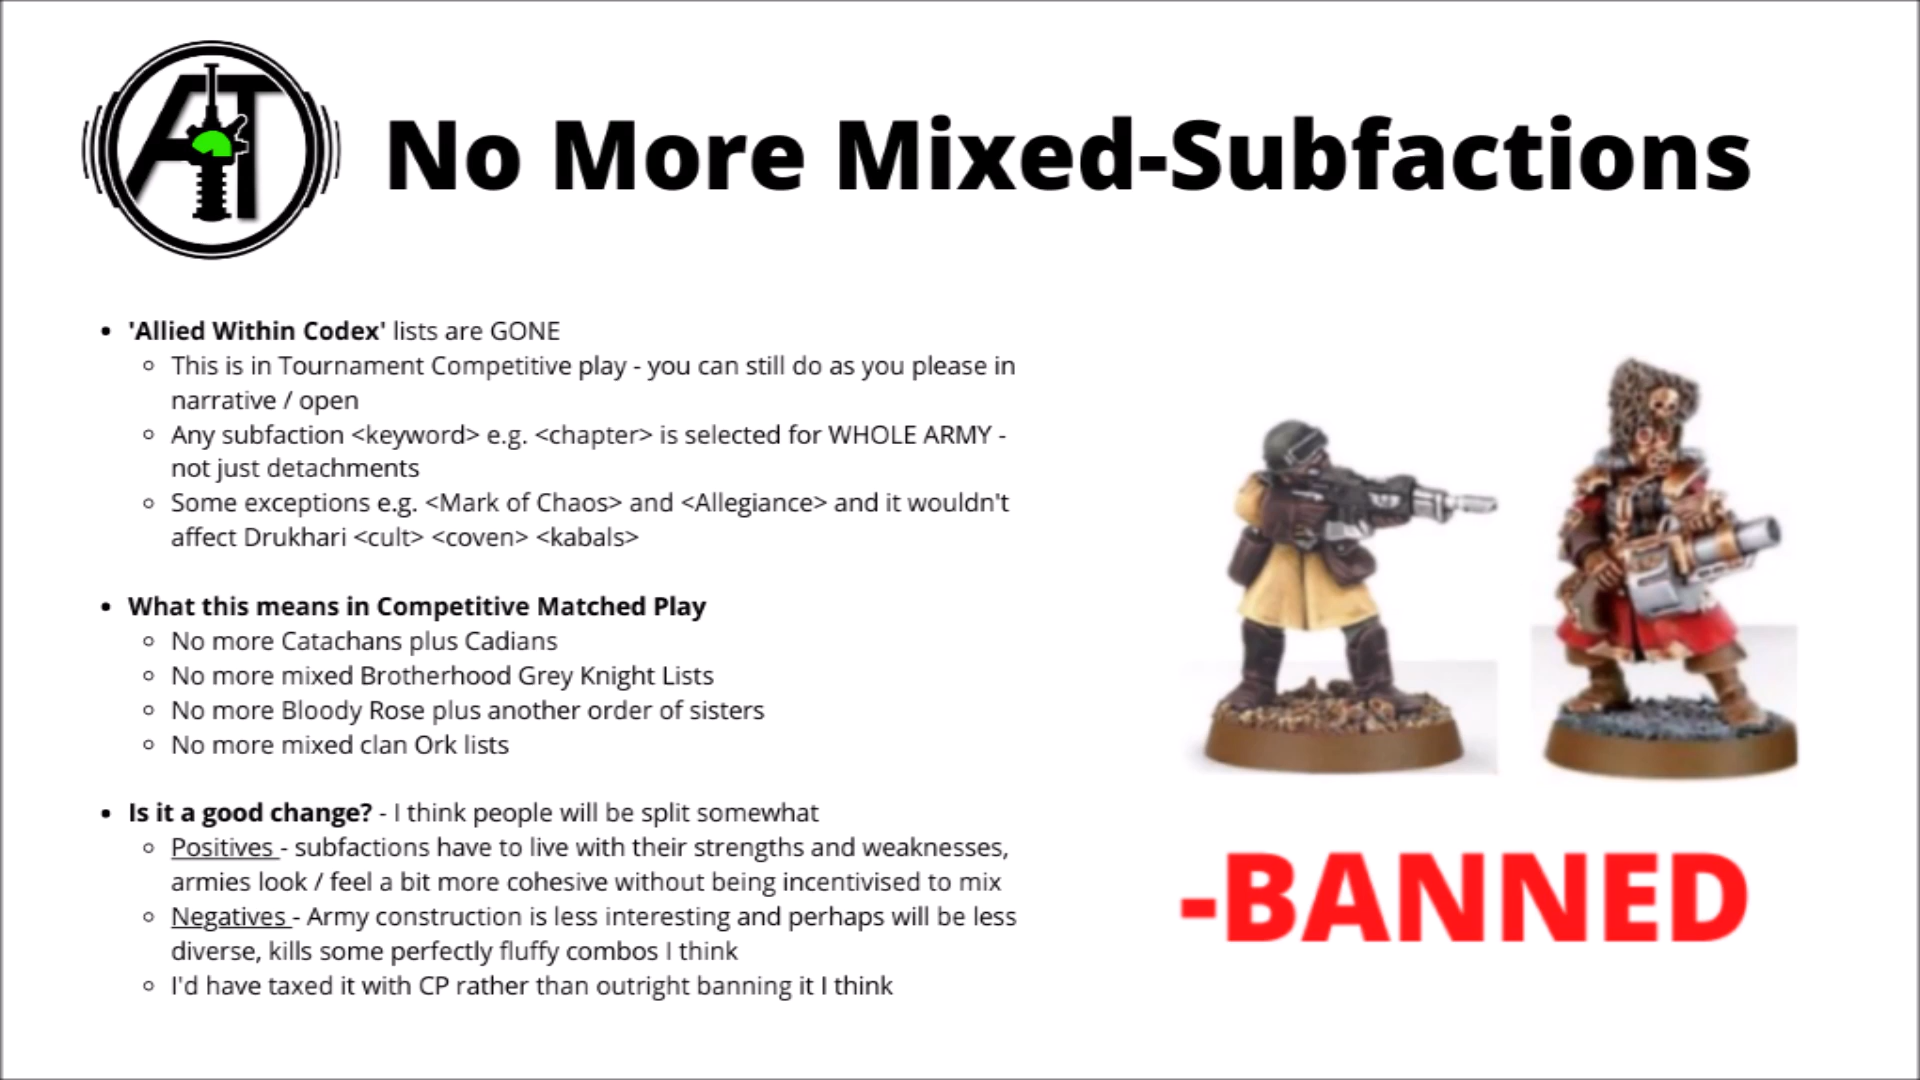 AT
No More Mixed-Subfactions
• 'Allied Within Codex' lists are GONE
◦ This is in Tournament Competitive play - you can still do as you please in
narrative / open
◦ Any subfaction <keyword> e.g. <chapter> is selected for WHOLE ARMY -
not just detachments
◦ Some exceptions e.g. <Mark of Chaos> and <Allegiance> and it wouldn't
affect Drukhari <cult> <coven> <kabals>
• What this means in Competitive Matched Play
◦ No more Catachans plus Cadians
◦ No more mixed Brotherhood Grey Knight Lists
◦ No more Bloody Rose plus another order of sisters
◦ No more mixed clan Ork lists
• Is it a good change? - I think people will be split somewhat
◦ Positives - subfactions have to live with their strengths and weaknesses,
armies look / feel a bit more cohesive without being incentivised to mix
◦ Negatives - Army construction is less interesting and perhaps will be less
diverse, kills some perfectly fluffy combos I think
◦ I'd have taxed it with CP rather than outright banning it I think
-BANNED